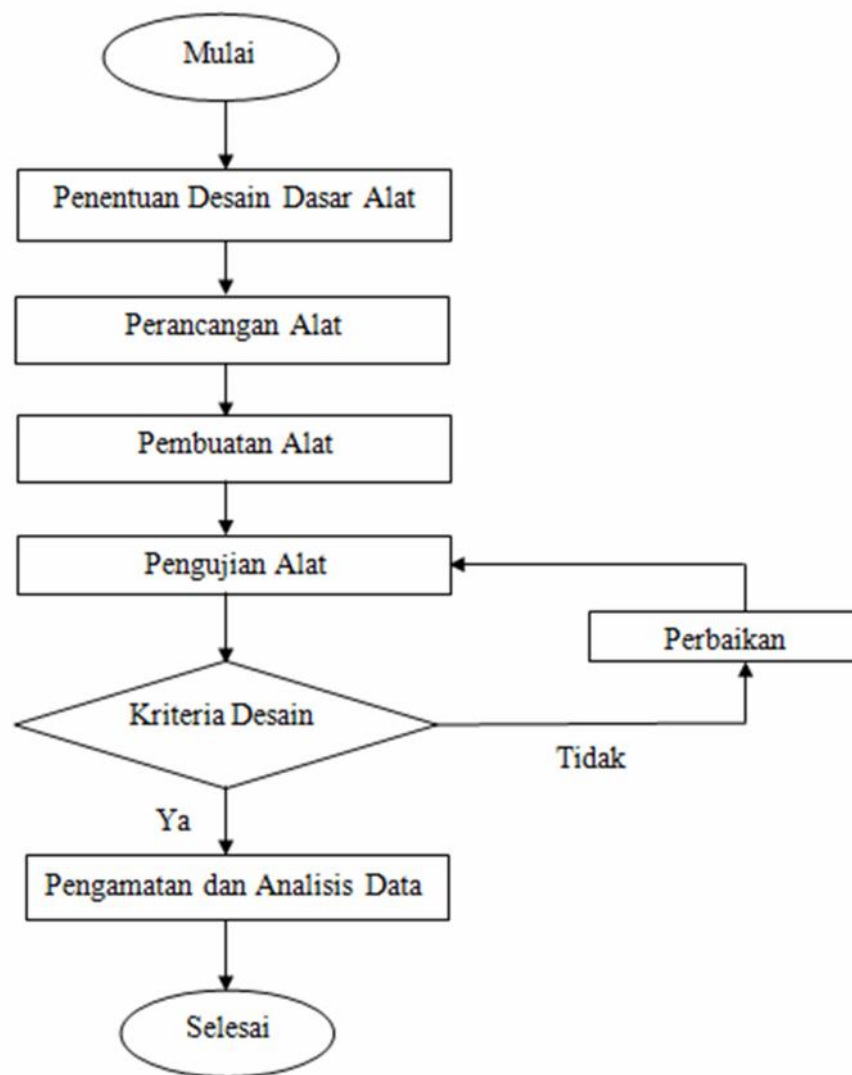 Mulai
Penentuan Desain Dasar Alat
Perancangan Alat
Pembuatan Alat
Pengujian Alat
Perbaikan
Kriteria Desain
Tidak
Ya
Pengamatan dan Analisis Data
Selesai